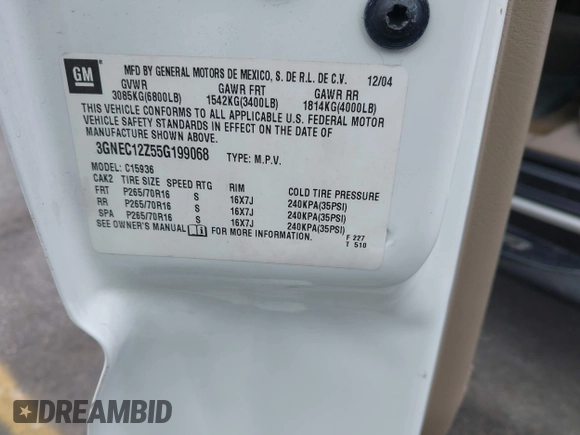 GM
MFD BY GENERAL MOTORS DE MEXICO, S. DE R.L. DE C.V. 12/04
GVWR GAWR FRT GAWR RR
3085KG(6800LB) 1542KG(3400LB) 1814KG(4000LB)
THIS VEHICLE CONFORMS TO ALL APPLICABLE U.S. FEDERAL MOTOR
VEHICLE SAFETY STANDARDS IN EFFECT ON THE DATE OF
MANUFACTURE SHOWN ABOVE.
3GNEC12Z55G199068 TYPE: M.P.V.
MODEL: C15936
CAK2 TIRE SIZE SPEED RTG RIM COLD TIRE PRESSURE
FRT P265/70R16 S 16X7J 240KPA(35PSI)
RR P265/70R16 S 16X7J 240KPA(35PSI)
SPA P265/70R16 S 16X7J 240KPA(35PSI)
SEE OWNER'S MANUAL FOR MORE INFORMATION. F 227
T 510
DREAMBID